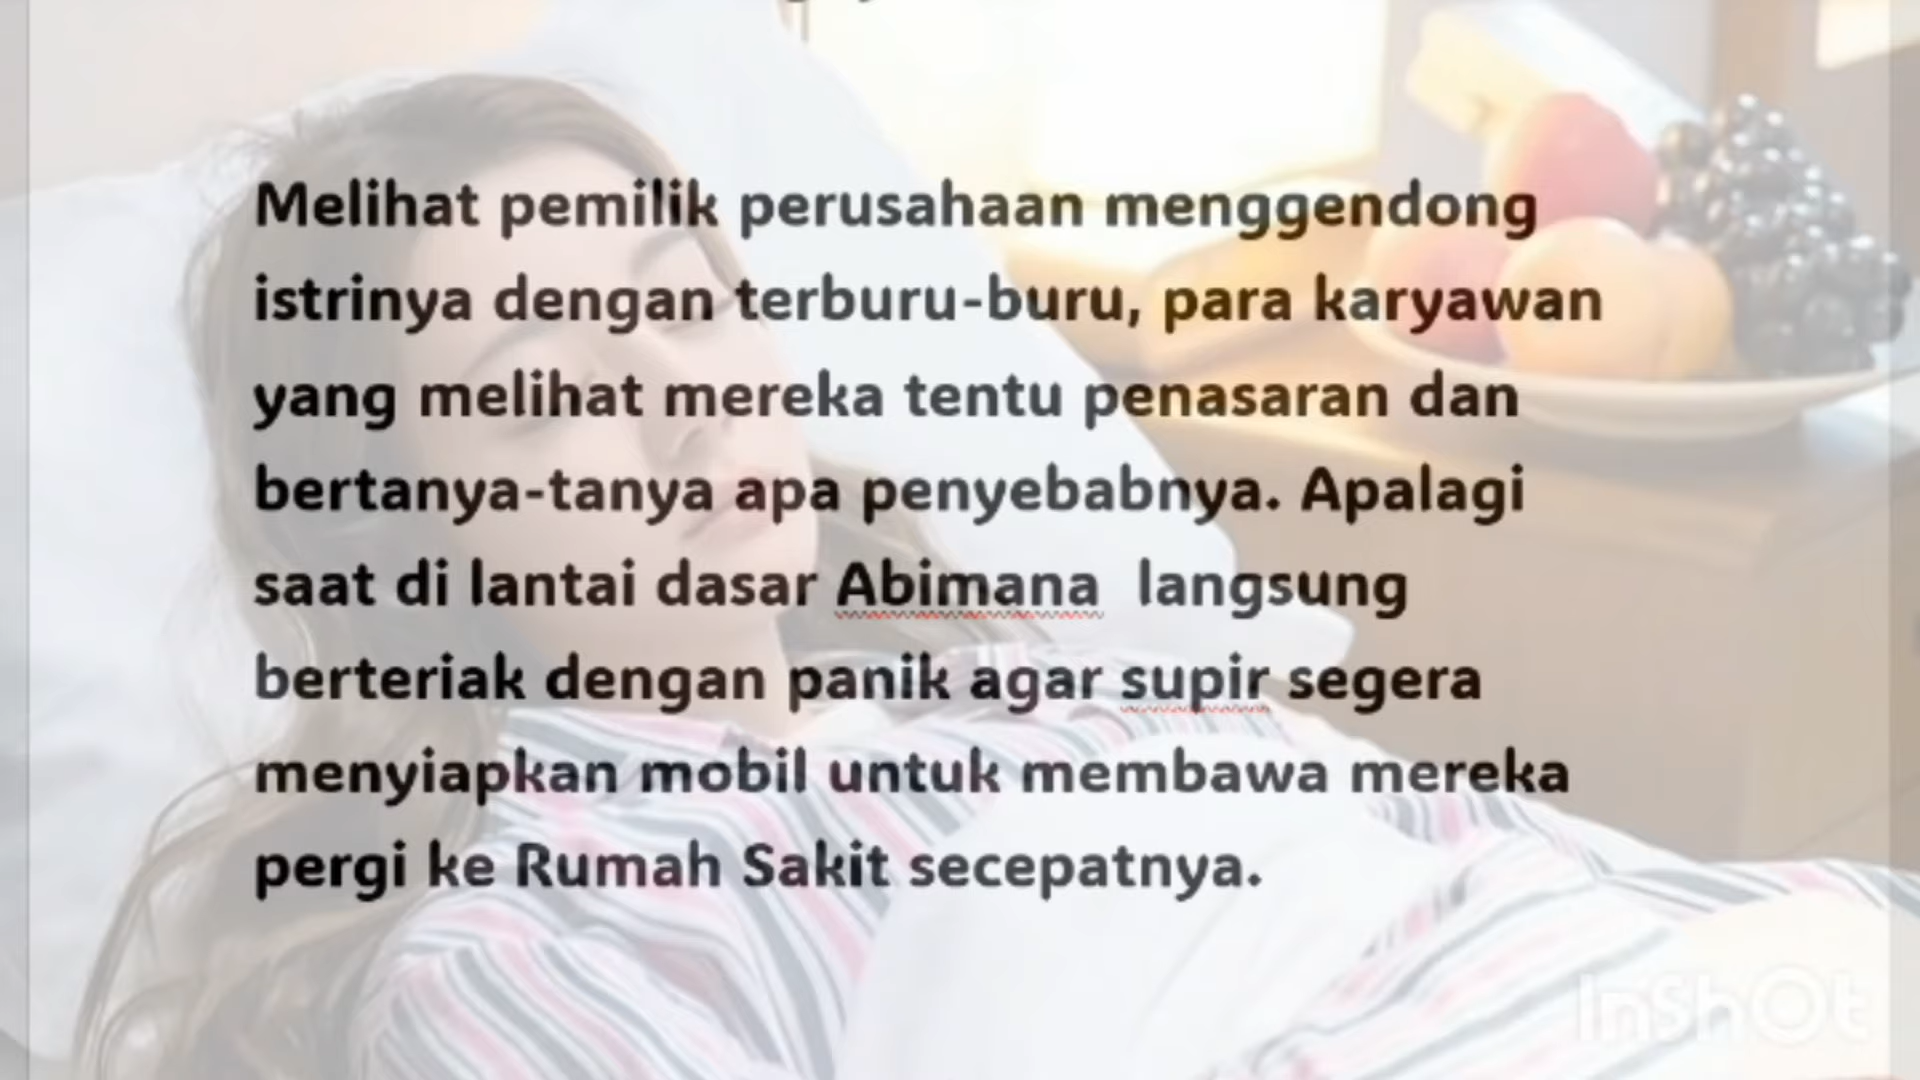 Melihat pemilik perusahaan menggendong
istrinya dengan terburu-buru, para karyawan
yang melihat mereka tentu penasaran dan
bertanya-tanya apa penyebabnya. Apalagi
saat di lantai dasar Abimana langsung
berteriak dengan panik agar supir segera
menyiapkan mobil untuk membawa mereka
pergi ke Rumah Sakit secepatnya.
InShOt